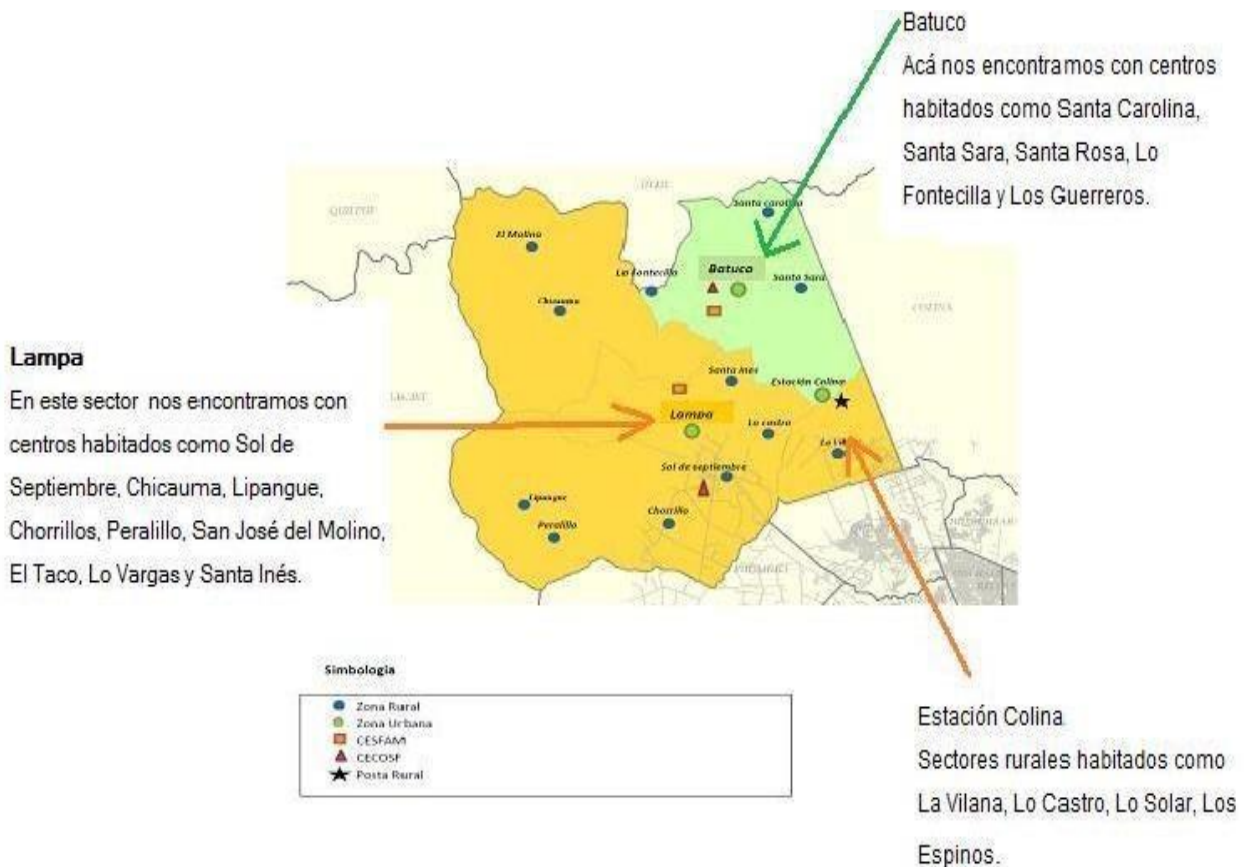 Batuco
Acá nos encontramos con centros
habitados como Santa Carolina,
Santa Sara, Santa Rosa, Lo
Fontecilla y Los Guerreros.
Santa carolina
El Molino
Lo Fontecilla
Batuco
Santa Sara
Chicauma
COLINA
Lampa
En este sector nos encontramos con
centros habitados como Sol de
Septiembre, Chicauma, Lipangue,
Chorrillos, Peralillo, San José del Molino,
El Taco, Lo Vargas y Santa Inés.
Santa Ines
Estación Colina
Lampa
Lo castro
La Vil
Sol de septiembre
Lipangue
Peralillo
Chorrillo
Simbología
Zona Rural
Zona Urbana
CESFAM
CECOSF
Posta Rural
Estación Colina
Sectores rurales habitados como
La Vilana, Lo Castro, Lo Solar, Los
Espinos.